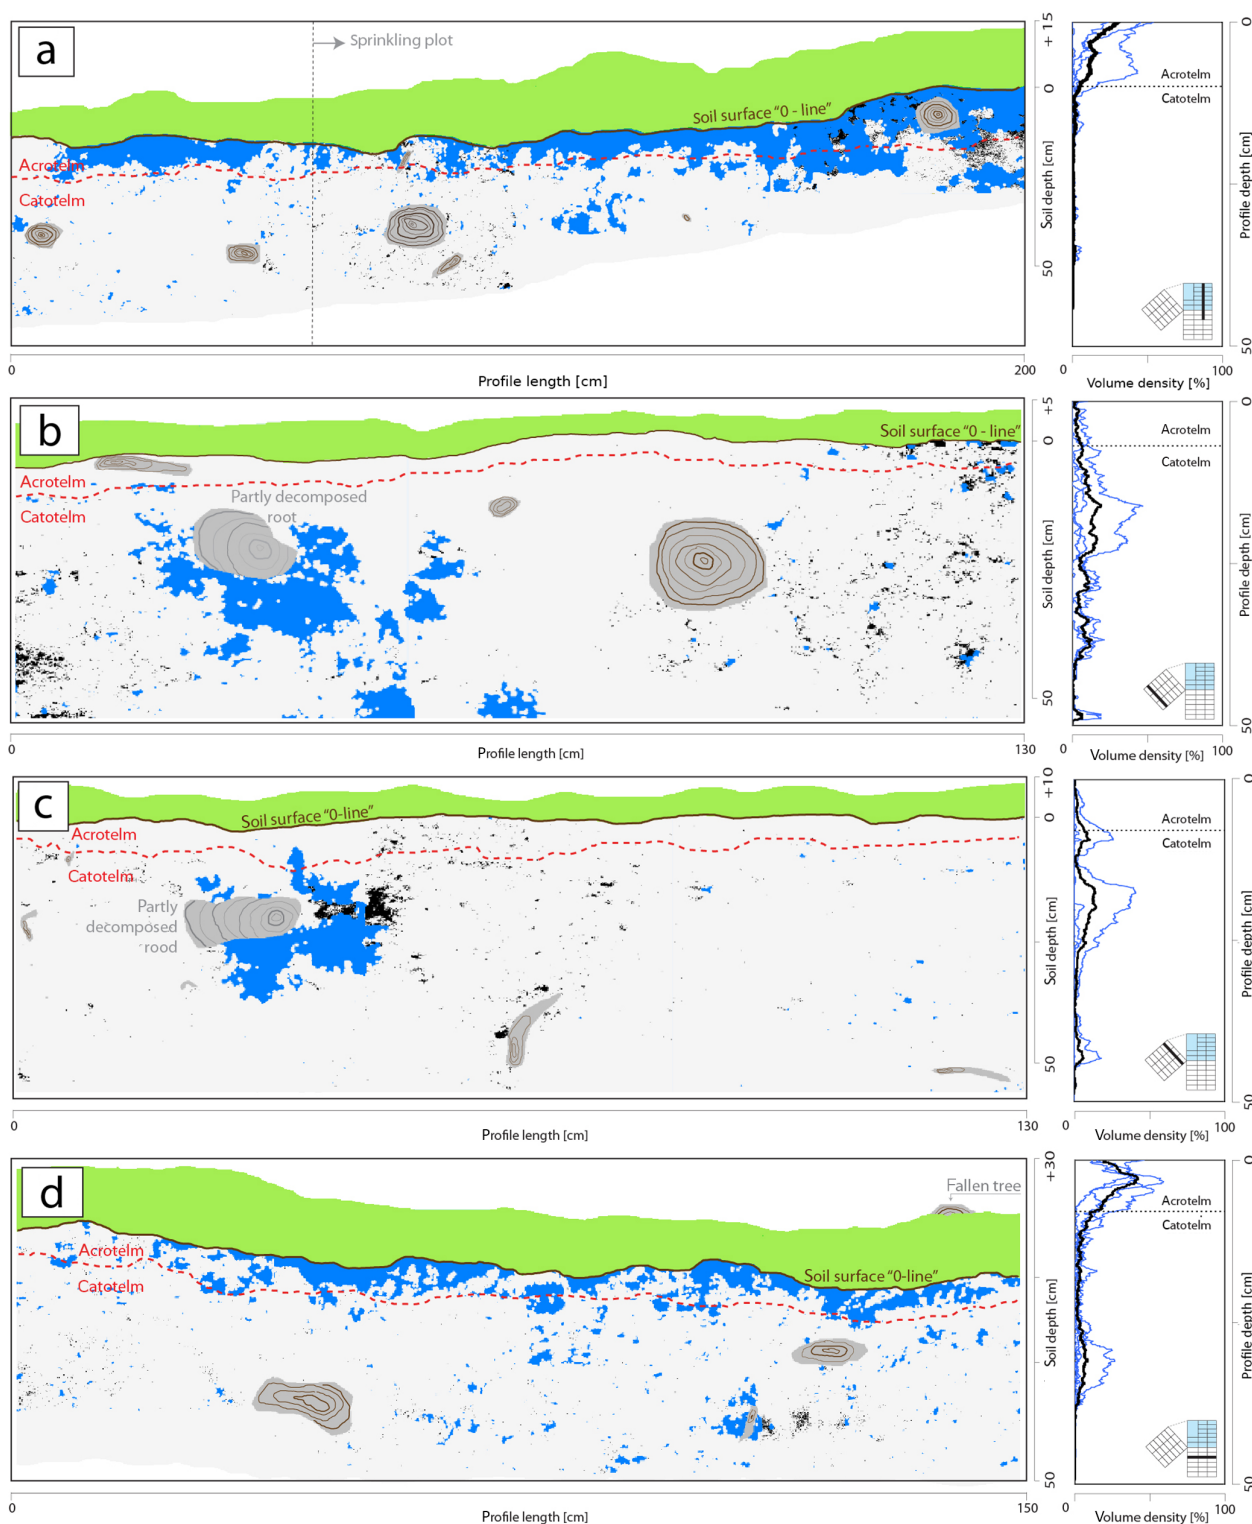 a
Sprinkling plot
Soil surface “0 - line”
Acrotelm
Catotelm
+ 15
0
Soil depth [cm]
50
0
Profile length [cm]
200
Acrotelm
Catotelm
0
Profile depth [cm]
50
0
Volume density [%]
100
b
Soil surface “0 - line”
Acrotelm
Catotelm
Partly decomposed
root
+5
0
Soil depth [cm]
50
0
Profile length [cm]
130
Acrotelm
Catotelm
0
Profile depth [cm]
50
0
Volume density [%]
100
c
Soil surface “0-line”
Acrotelm
Catotelm
Partly
decomposed
rood
+10
0
Soil depth [cm]
50
0
Profile length [cm]
130
Acrotelm
Catotelm
0
Profile depth [cm]
50
0
Volume density [%]
100
d
Fallen tree
Acrotelm
Catotelm
Soil surface “0-line”
+30
Soil depth [cm]
50
0
Profile length [cm]
150
Acrotelm
Catotelm
0
Profile depth [cm]
50
0
Volume density [%]
100